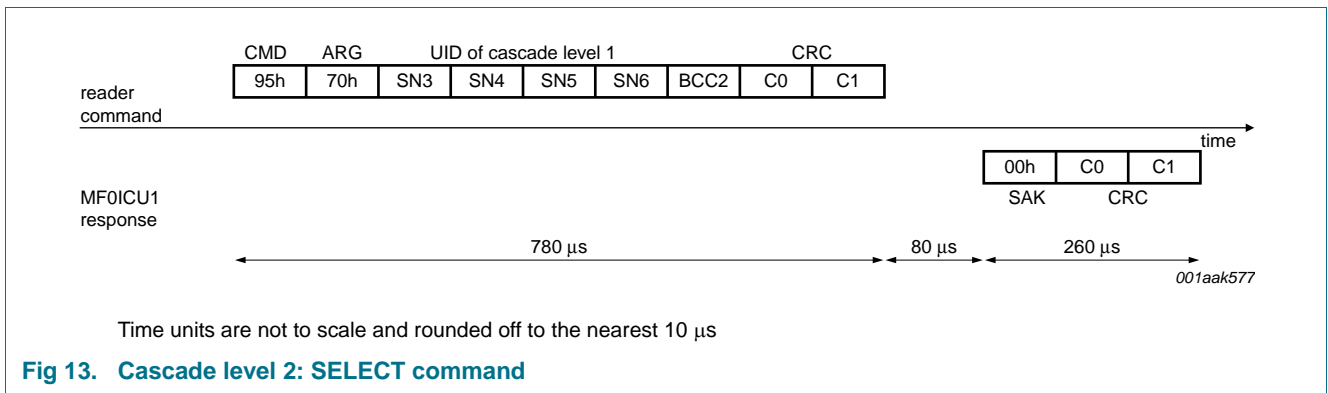 CMD ARG UID of cascade level 1 CRC
95h 70h SN3 SN4 SN5 SN6 BCC2 C0 C1
reader
command
time
00h C0 C1
MF0ICU1
response
SAK CRC
780 μs 80 μs 260 μs
001aak577
Time units are not to scale and rounded off to the nearest 10 μs
Fig 13. Cascade level 2: SELECT command